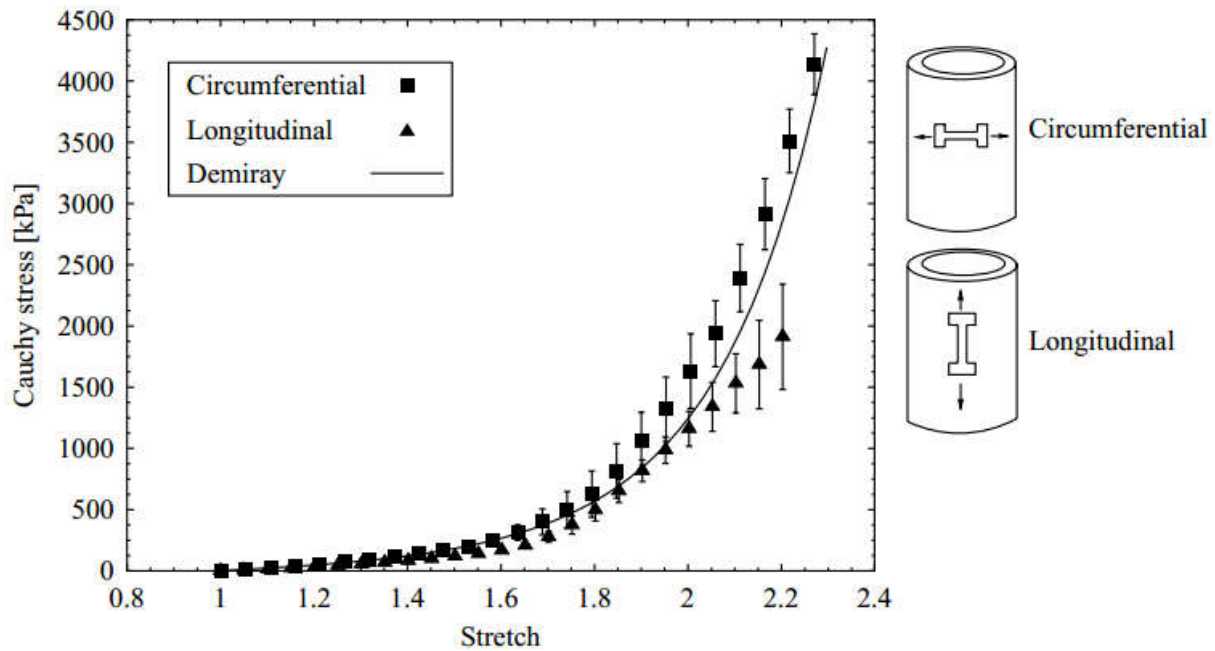 4500
4000
3500
3000
2500
2000
1500
1000
500
0
Cauchy stress [kPa]
Circumferential
Longitudinal
Demiray
0.8 1 1.2 1.4 1.6 1.8 2 2.2 2.4
Stretch
Circumferential
Longitudinal